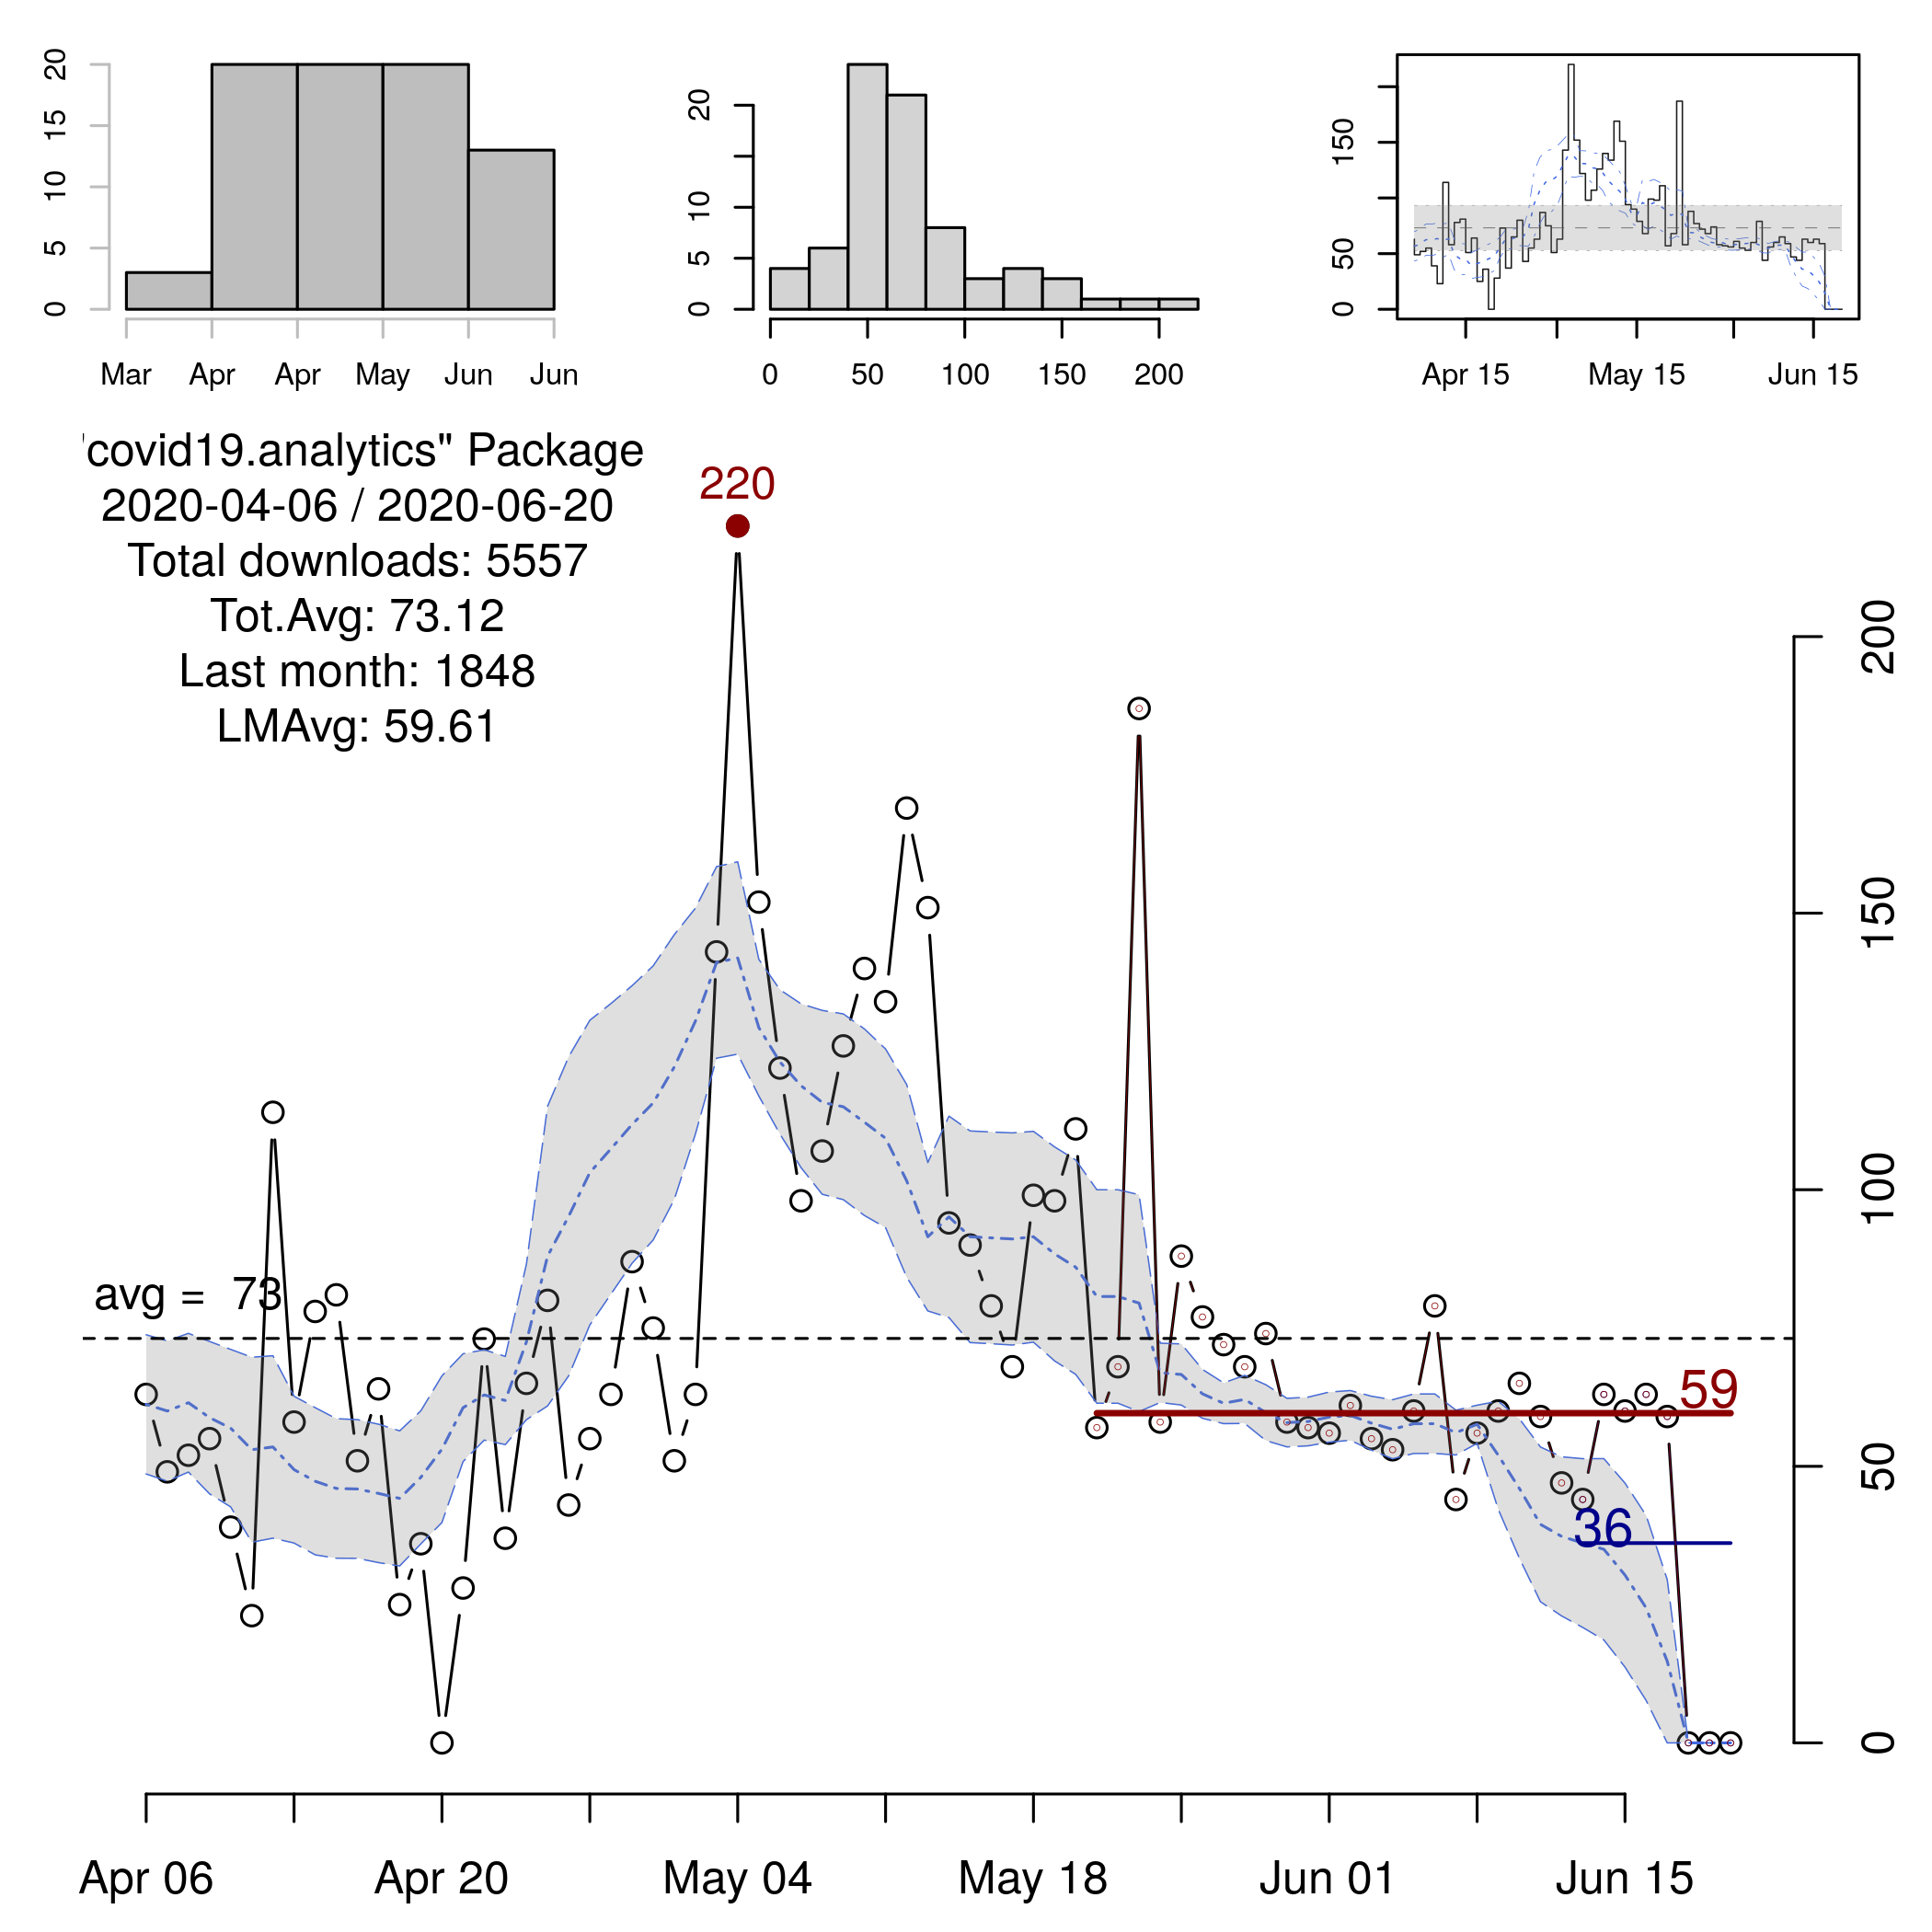 20
15
10
5
0
Mar Apr Apr May Jun Jun
20
10
5
0
0 50 100 150 200
150
50
0
Apr 15 May 15 Jun 15
'covid19.analytics" Package
2020-04-06 / 2020-06-20
Total downloads: 5557
Tot.Avg: 73.12
Last month: 1848
LMAvg: 59.61
220
avg = 73
59
36
200
150
100
50
0
Apr 06 Apr 20 May 04 May 18 Jun 01 Jun 15